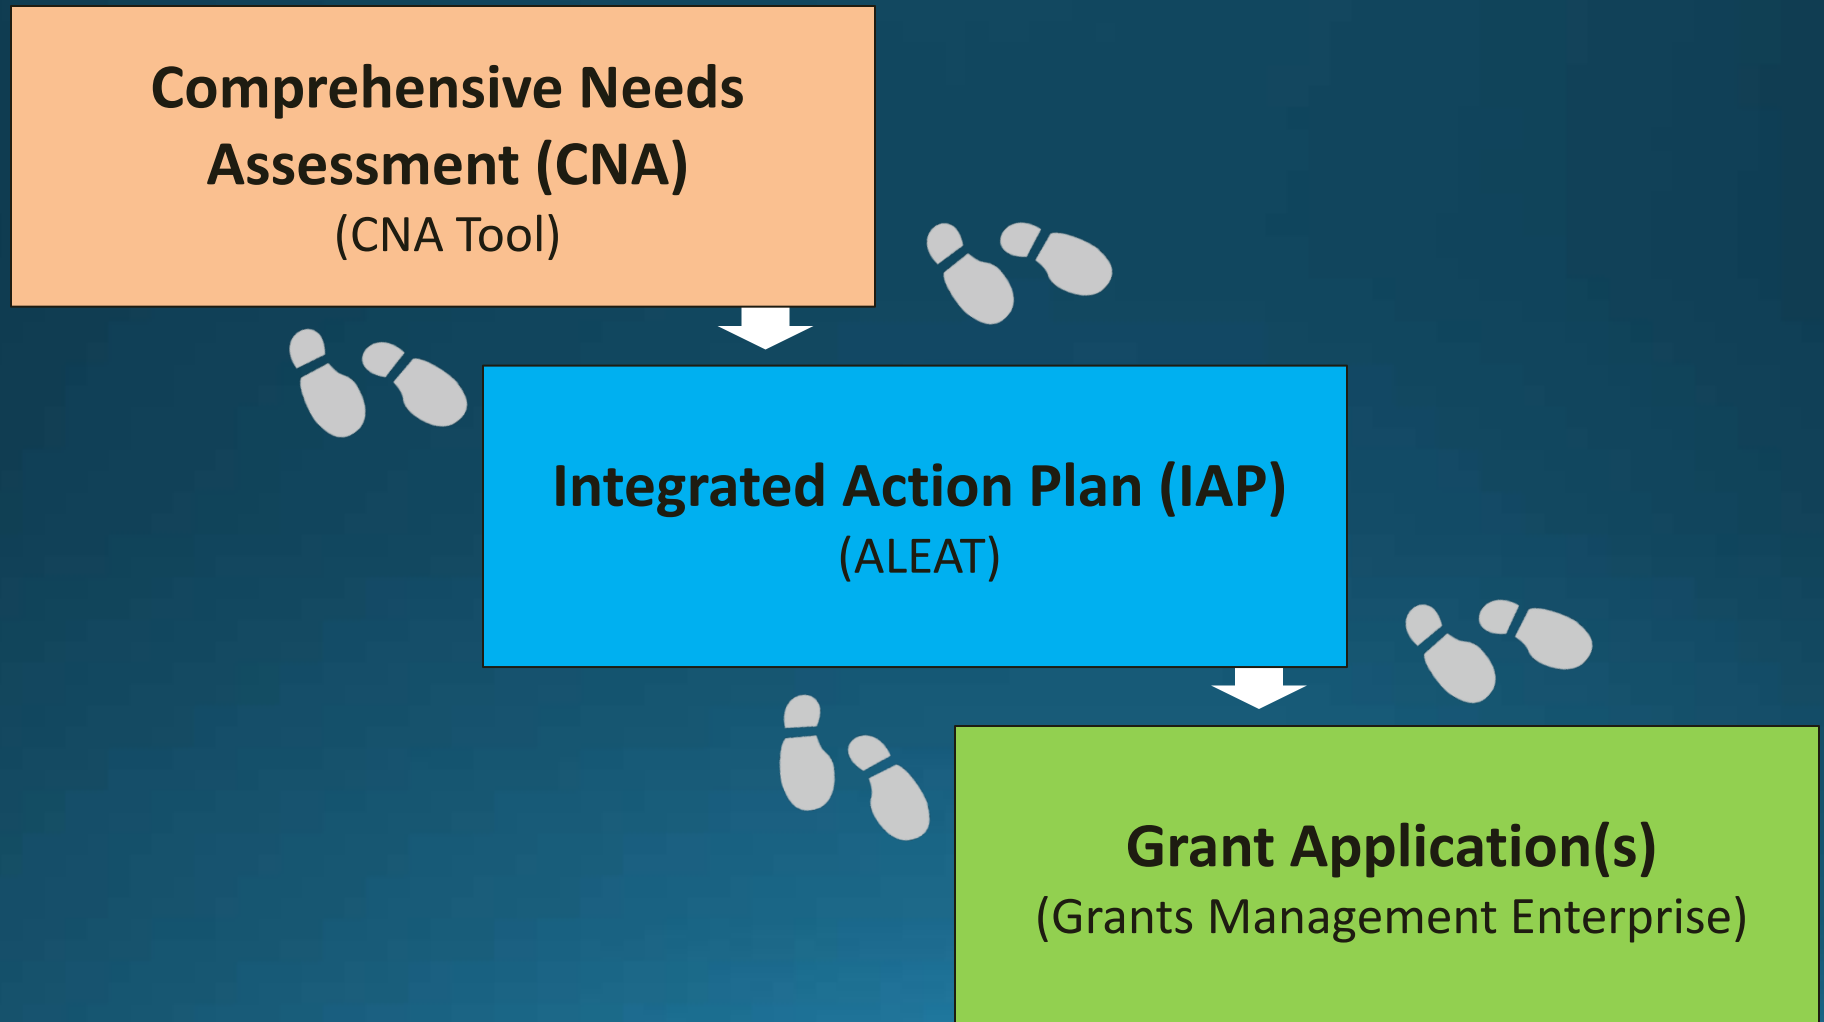 Comprehensive Needs
Assessment (CNA)
(CNA Tool)
Integrated Action Plan (IAP)
(ALEAT)
Grant Application(s)
(Grants Management Enterprise)